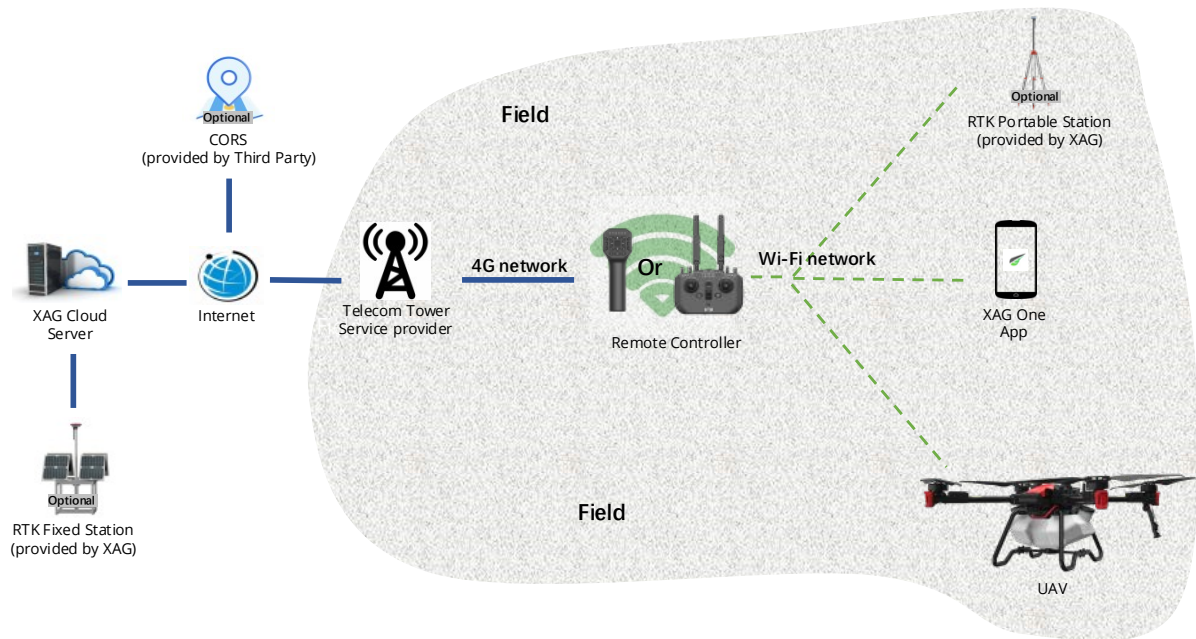 Field
Optional
RTK Portable Station
(provided by XAG)
Optional
CORS
(provided by Third Party)
4G network
Or
Wi-Fi network
XAG Cloud
Server
Internet
Telecom Tower
Service provider
Remote Controller
XAG One
App
Optional
RTK Fixed Station
(provided by XAG)
Field
UAV